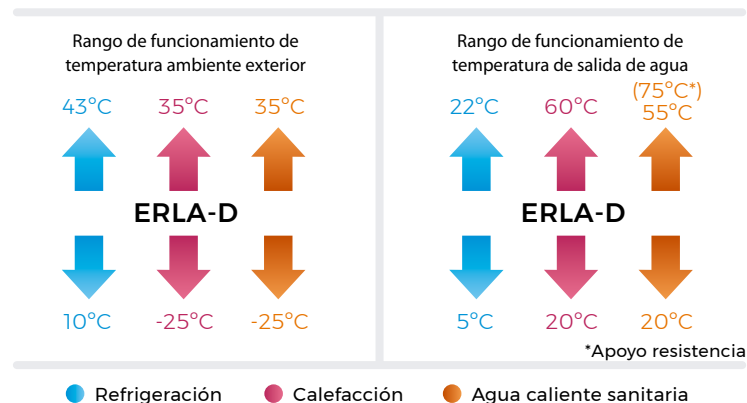 Rango de funcionamiento de
temperatura ambiente exterior
43°C 35°C 35°C
ERLA-D
10°C -25°C -25°C
Rango de funcionamiento de
temperatura de salida de agua
(75°C*)
22°C 60°C 55°C
ERLA-D
5°C 20°C 20°C
*Apoyo resistencia
Refrigeración Calefacción Agua caliente sanitaria